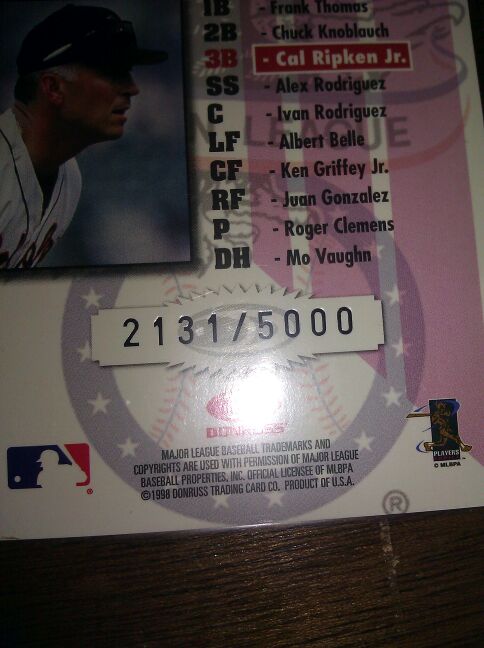 1B - Frank Thomas
2B - Chuck Knoblauch
3B - Cal Ripken Jr.
SS - Alex Rodriguez
C - Ivan Rodriguez
LF - Albert Belle
CF - Ken Griffey Jr.
RF - Juan Gonzalez
P - Roger Clemens
DH - Mo Vaughn
LEAGUE
2131/5000
DONRUSS
MAJOR LEAGUE BASEBALL TRADEMARKS AND
COPYRIGHTS ARE USED WITH PERMISSION OF MAJOR LEAGUE
BASEBALL PROPERTIES, INC. OFFICIAL LICENSEE OF MLBPA
©1998 DONRUSS TRADING CARD CO. PRODUCT OF U.S.A.
®
PLAYERS
© MLBPA
®